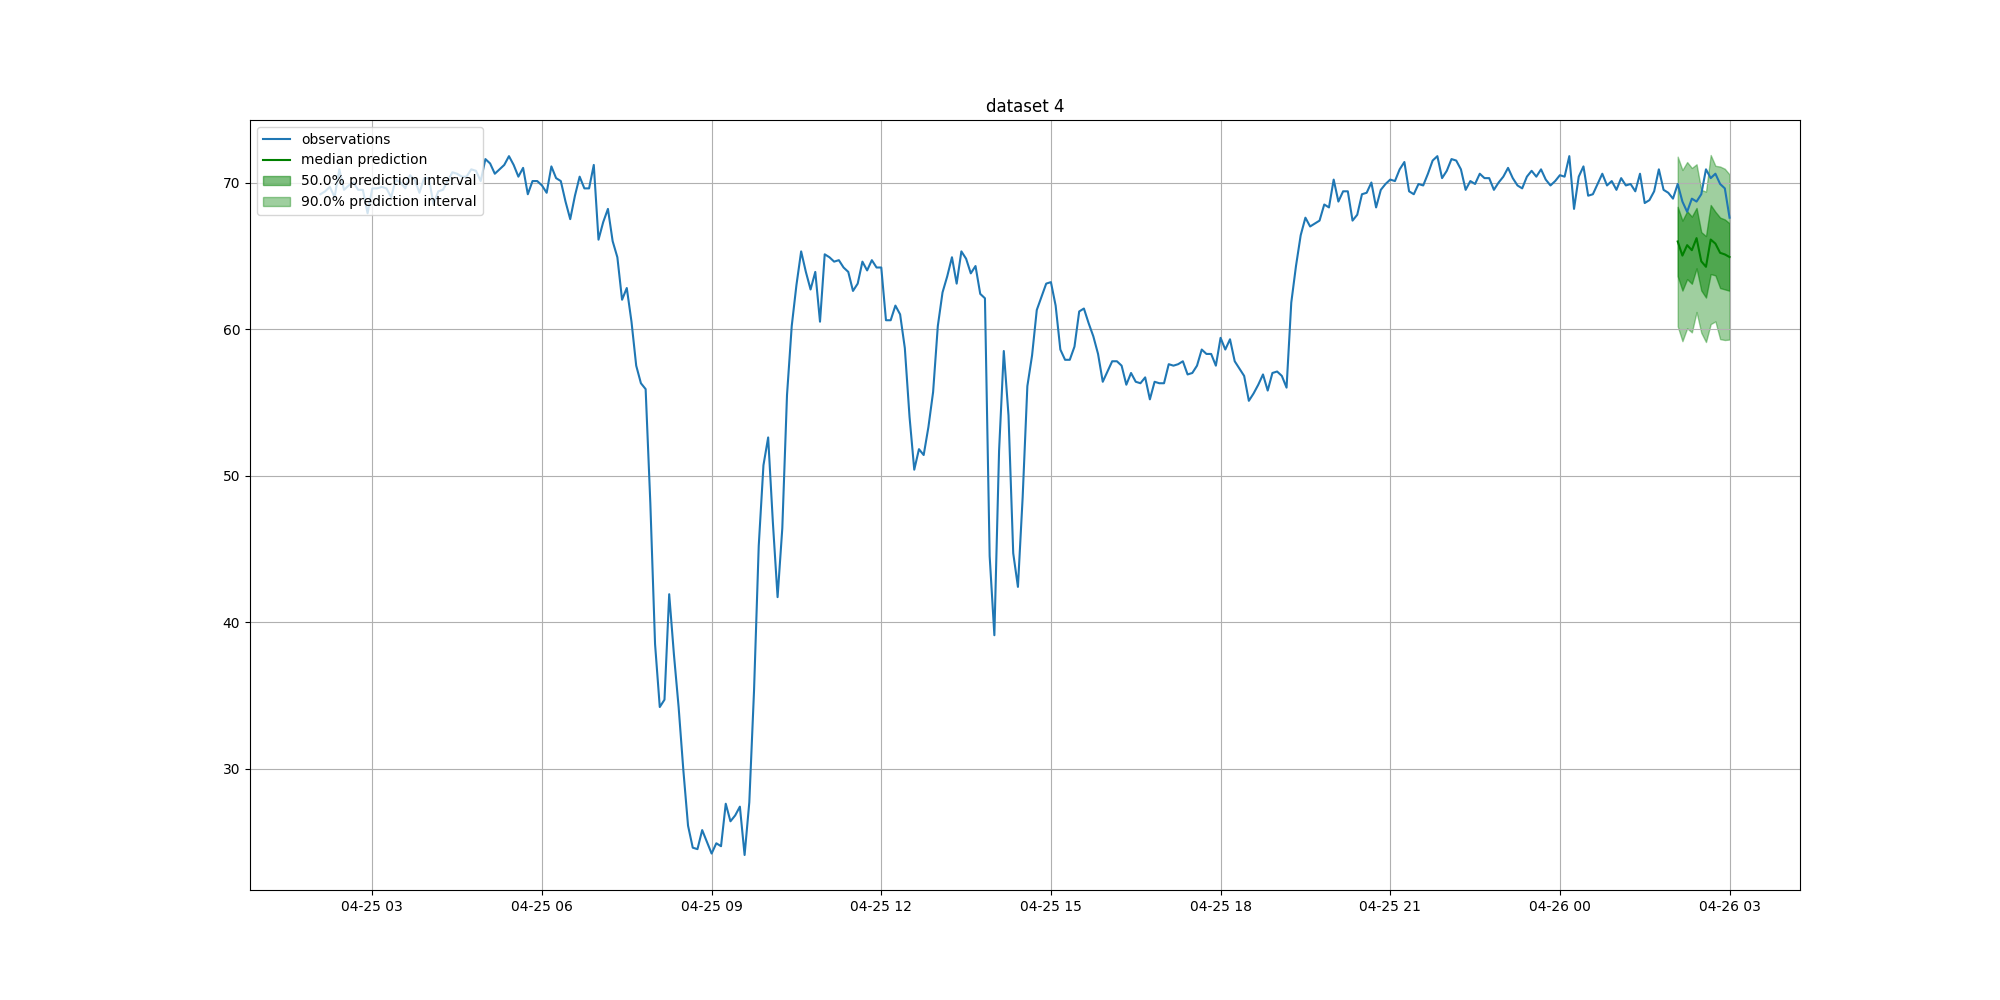 dataset 4
observations
median prediction
50.0% prediction interval
90.0% prediction interval
70
60
50
40
30
04-25 03
04-25 06
04-25 09
04-25 12
04-25 15
04-25 18
04-25 21
04-26 00
04-26 03